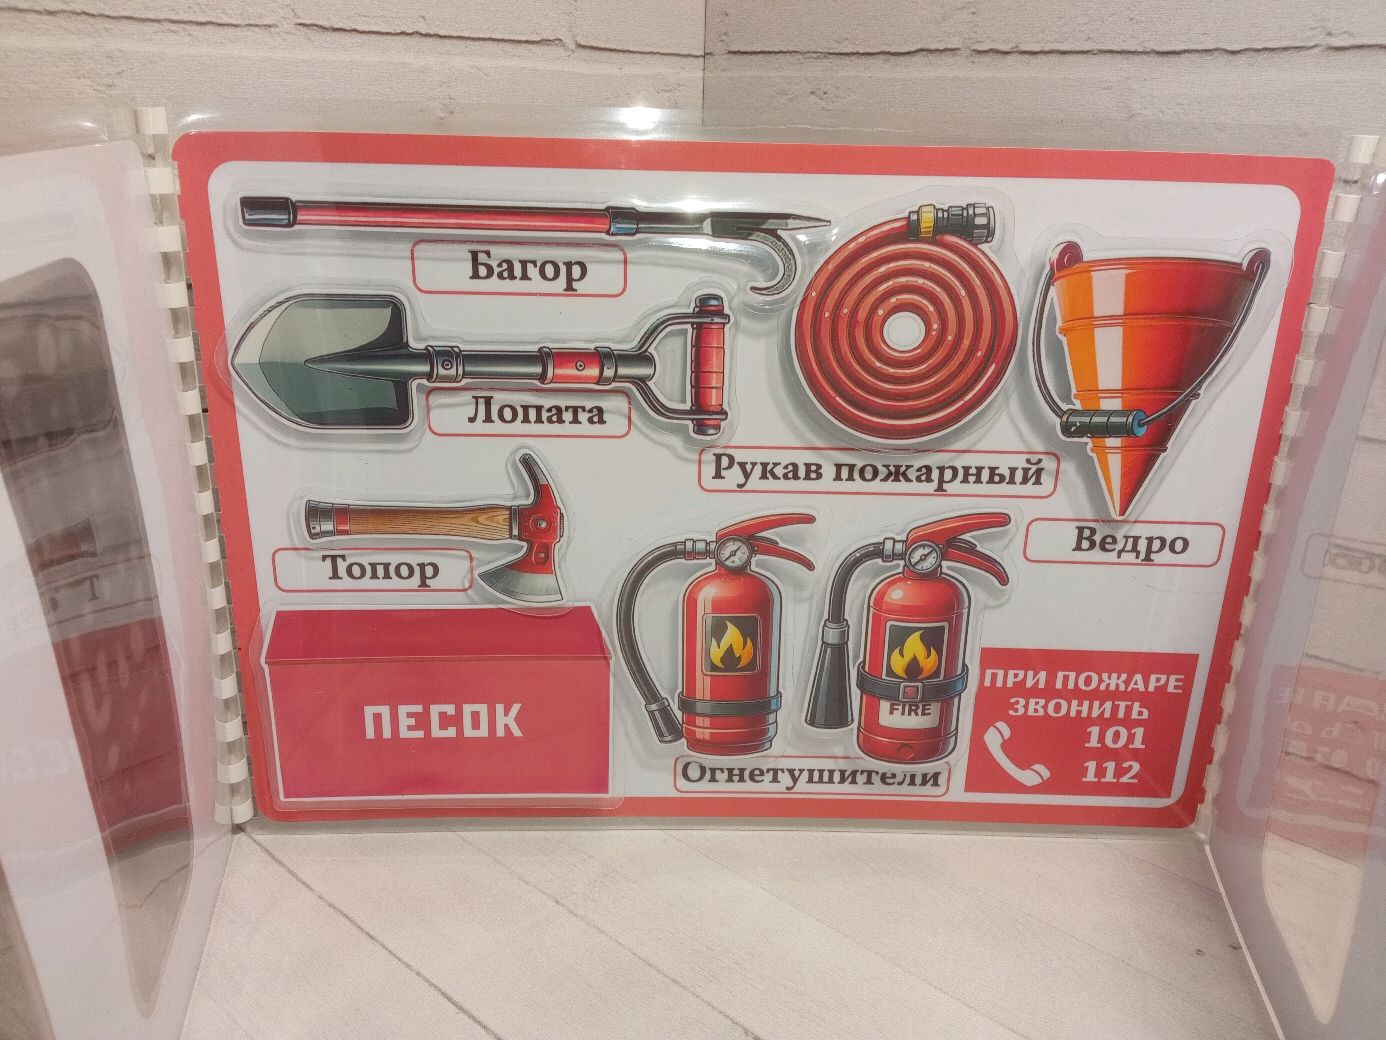 Багор
Лопата
Рукав пожарный
Ведро
Топор
ПЕСОК
FIRE
Огнетушители
ПРИ ПОЖАРЕ
ЗВОНИТЬ
101
112